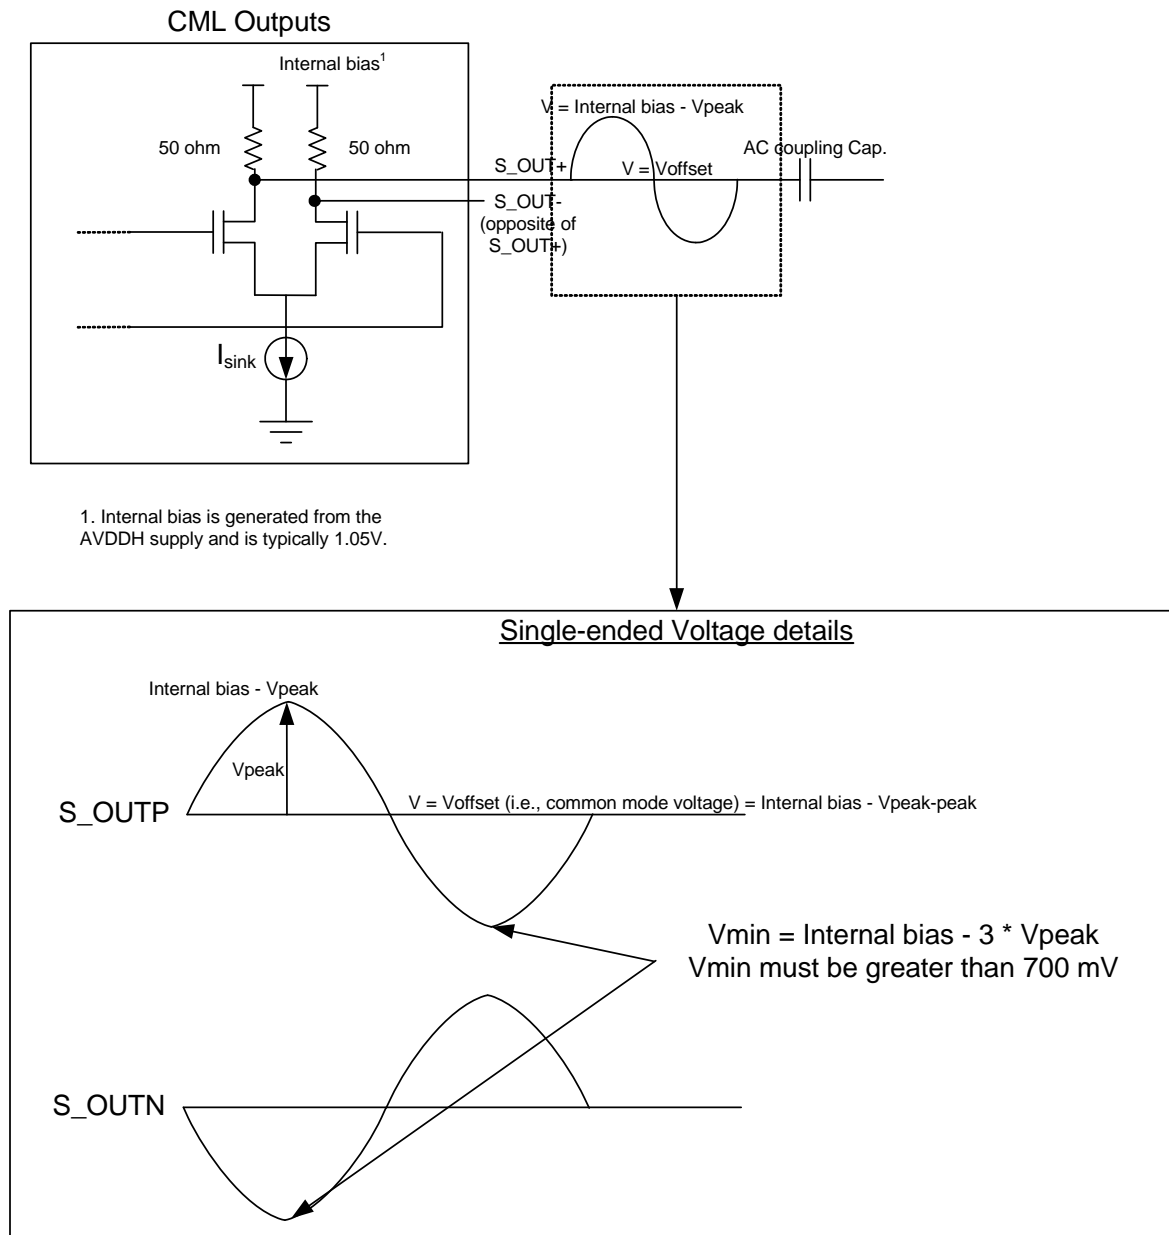 CML Outputs
Internal bias1
50 ohm
50 ohm
V = Internal bias - Vpeak
AC coupling Cap.
S_OUT+
V = Voffset
S_OUT-
(opposite of
S_OUT+)
Isink
1. Internal bias is generated from the
AVDDH supply and is typically 1.05V.
Single-ended Voltage details
Internal bias - Vpeak
Vpeak
S_OUTP
V = Voffset (i.e., common mode voltage) = Internal bias - Vpeak-peak
Vmin = Internal bias - 3 * Vpeak
Vmin must be greater than 700 mV
S_OUTN